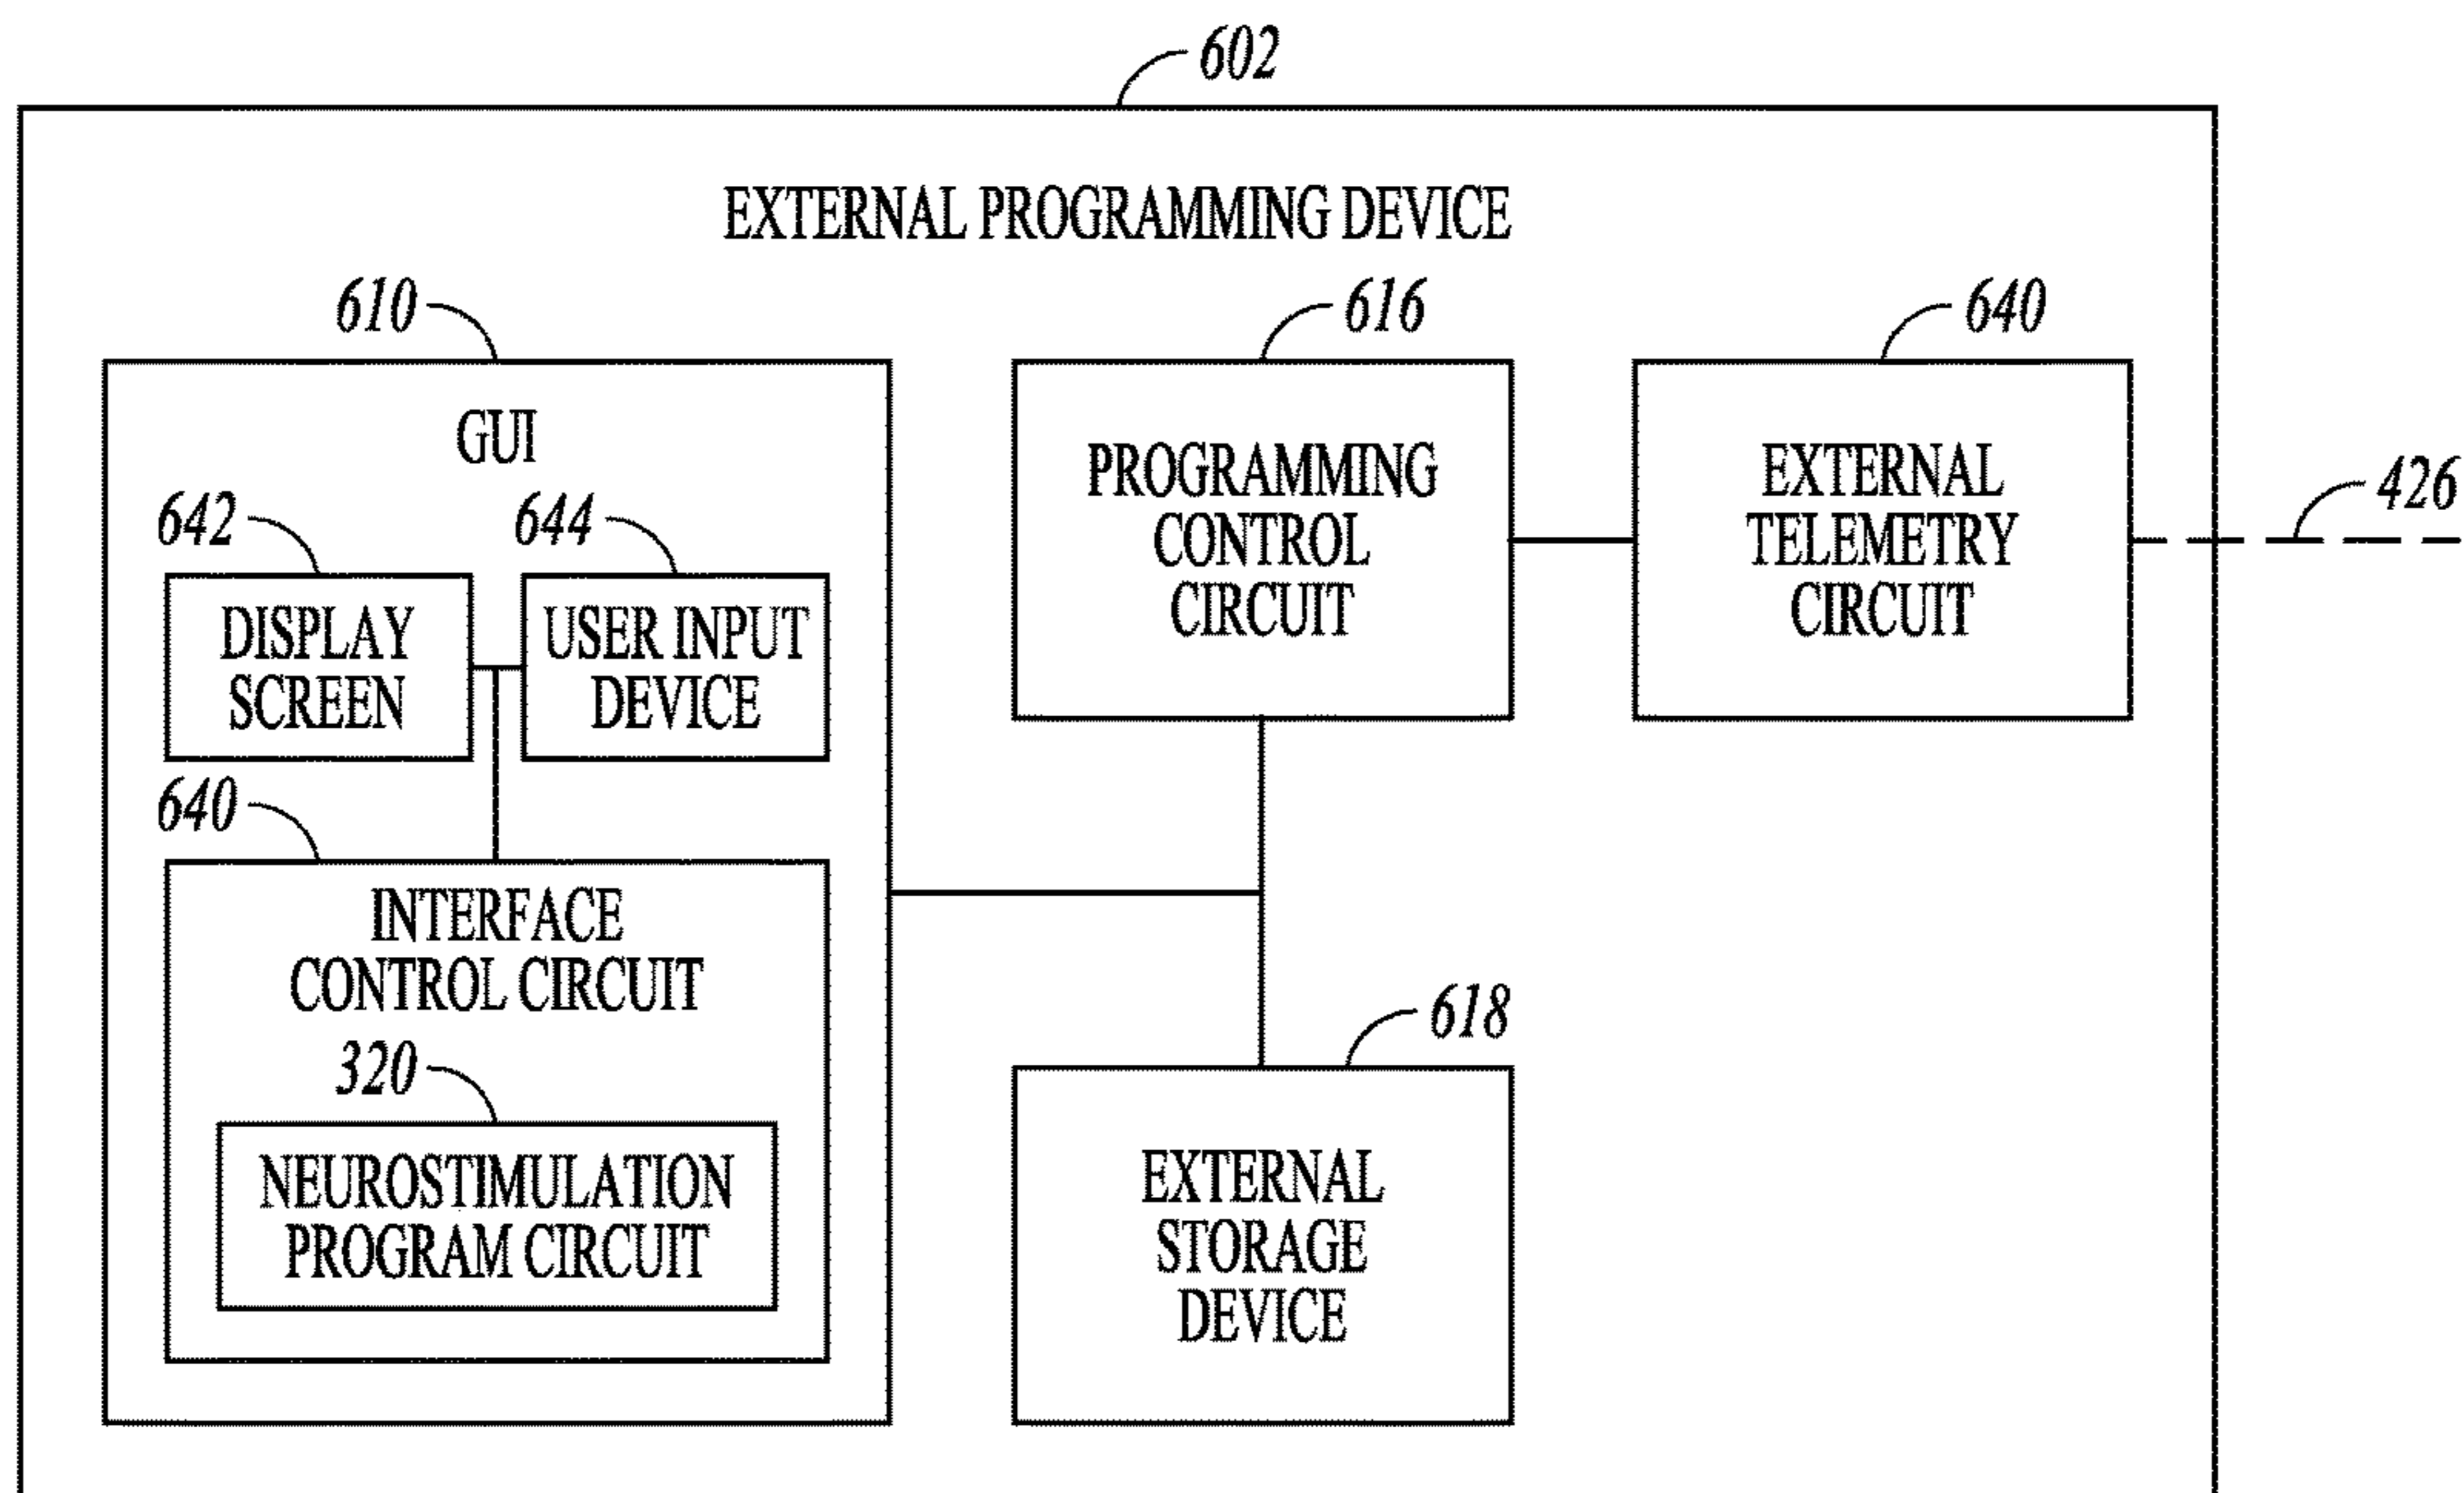 602
EXTERNAL PROGRAMMING DEVICE
610
616
640
GUI
642
644
DISPLAY
SCREEN
USER INPUT
DEVICE
640
INTERFACE
CONTROL CIRCUIT
320
NEUROSTIMULATION
PROGRAM CIRCUIT
PROGRAMMING
CONTROL
CIRCUIT
EXTERNAL
TELEMETRY
CIRCUIT
426
618
EXTERNAL
STORAGE
DEVICE